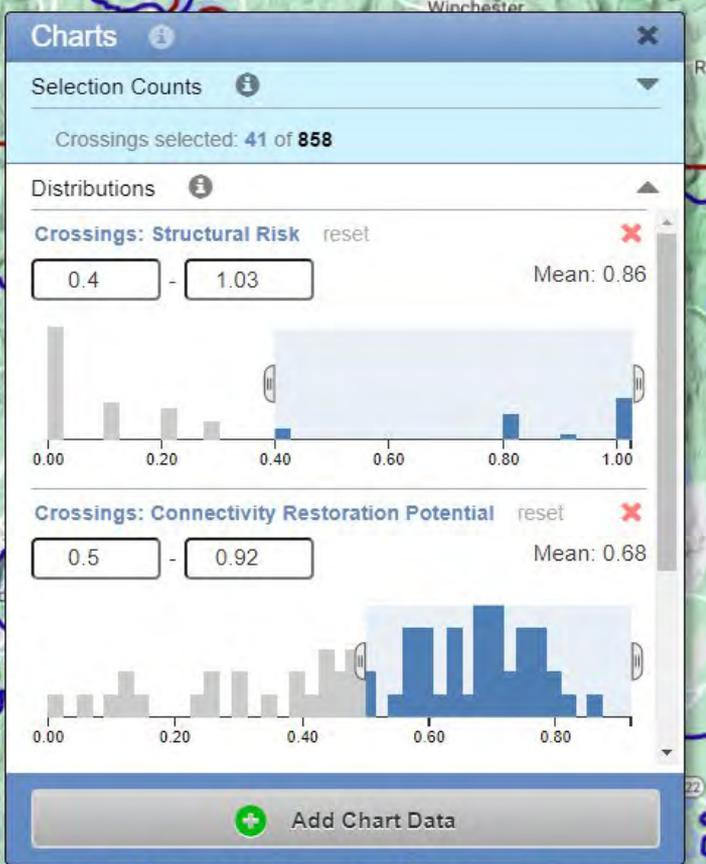 Winchester
Charts
Selection Counts
Crossings selected: 41 of 858
Distributions
Crossings: Structural Risk reset
0.4 - 1.03 Mean: 0.86
0.00 0.20 0.40 0.60 0.80 1.00
Crossings: Connectivity Restoration Potential reset
0.5 - 0.92 Mean: 0.68
0.00 0.20 0.40 0.60 0.80
22
Add Chart Data